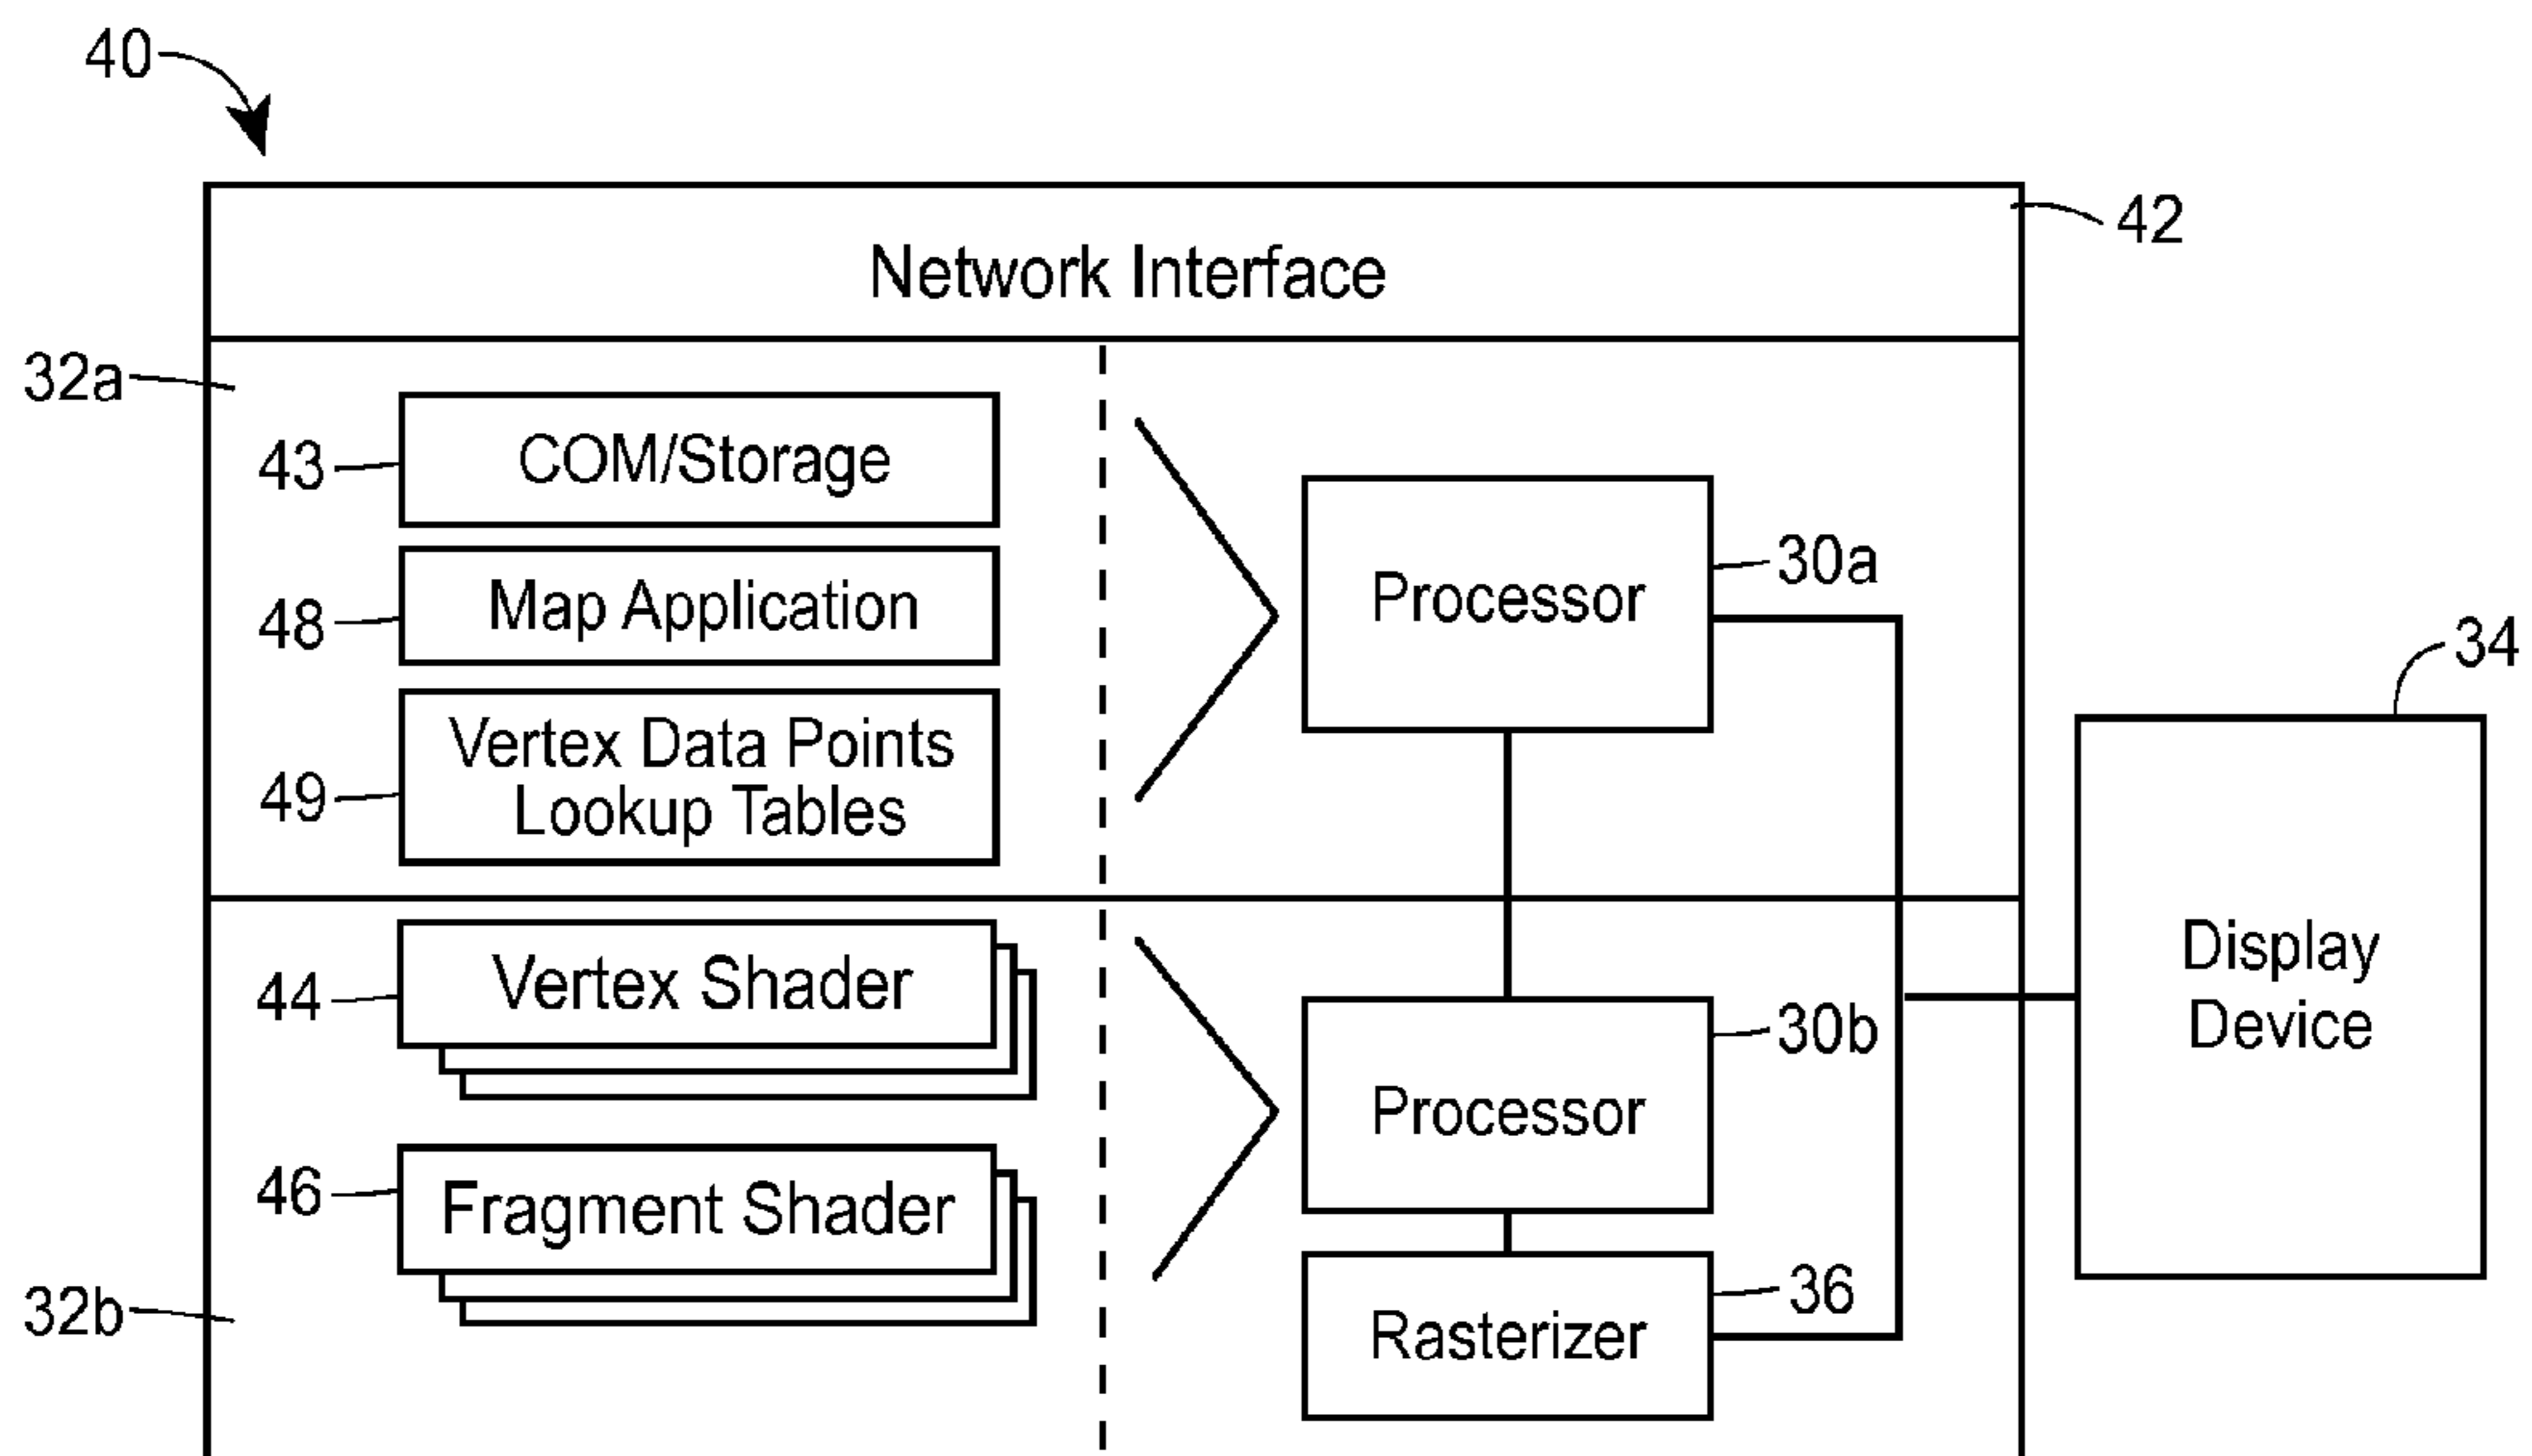 40
42
Network Interface
32a
43
COM/Storage
48
Map Application
49
Vertex Data Points
Lookup Tables
Processor
30a
34
Display
Device
44
Vertex Shader
30b
Processor
46
Fragment Shader
36
Rasterizer
32b